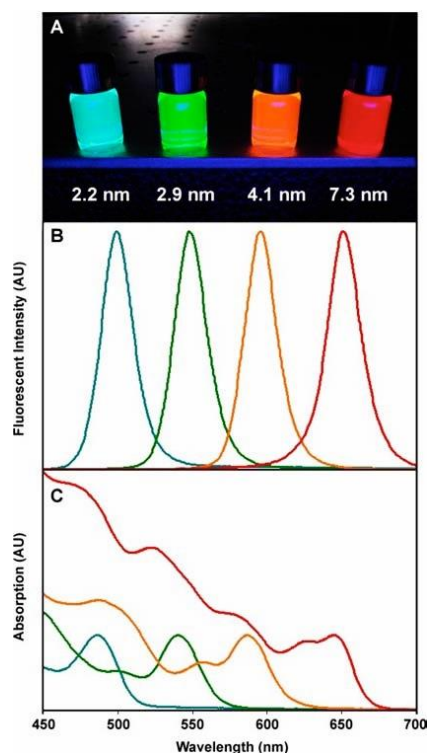 A
2.2 nm 2.9 nm 4.1 nm 7.3 nm
B
Fluorescent Intensity (AU)
C
Absorption (AU)
450 500 550 600 650 700
Wavelength (nm)